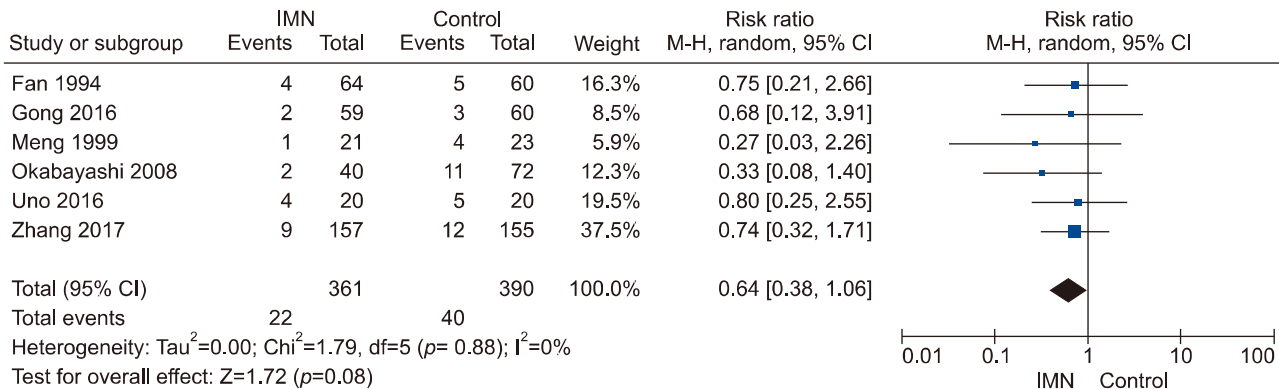 IMN Control Risk ratio Risk ratio
Study or subgroup Events Total Events Total Weight M-H, random, 95% CI M-H, random, 95% CI
Fan 1994 4 64 5 60 16.3% 0.75 [0.21, 2.66]
Gong 2016 2 59 3 60 8.5% 0.68 [0.12, 3.91]
Meng 1999 1 21 4 23 5.9% 0.27 [0.03, 2.26]
Okabayashi 2008 2 40 11 72 12.3% 0.33 [0.08, 1.40]
Uno 2016 4 20 5 20 19.5% 0.80 [0.25, 2.55]
Zhang 2017 9 157 12 155 37.5% 0.74 [0.32, 1.71]
Total (95% CI) 361 390 100.0% 0.64 [0.38, 1.06]
Total events 22 40
Heterogeneity: Tau²=0.00; Chi²=1.79, df=5 (p= 0.88); I²=0%
Test for overall effect: Z=1.72 (p=0.08)
0.01 0.1 1 10 100
IMN Control